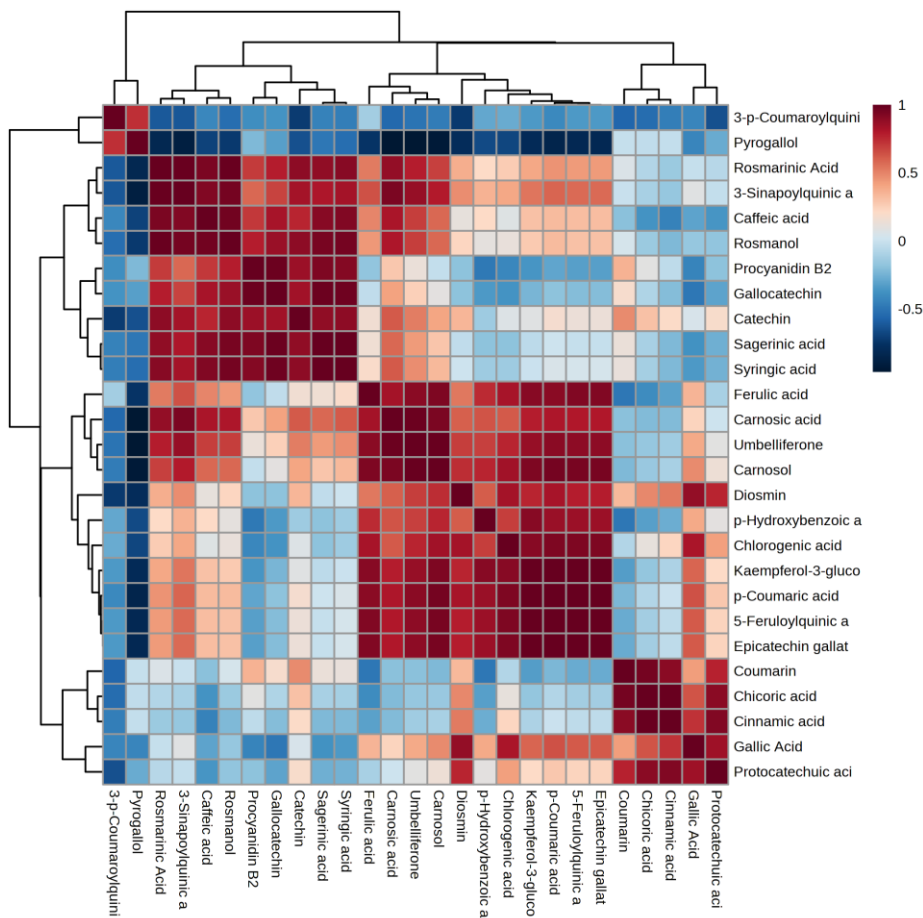 1
0.5
0
-0.5
3-p-Coumaroylquini
Pyrogallol
Rosmarinic Acid
3-Sinapoylquinic a
Caffeic acid
Rosmanol
Procyanidin B2
Gallocatechin
Catechin
Sagerinic acid
Syringic acid
Ferulic acid
Carnosic acid
Umbelliferone
Carnosol
Diosmin
p-Hydroxybenzoic a
Chlorogenic acid
Kaempferol-3-gluco
p-Coumaric acid
5-Feruloylquinic a
Epicatechin gallat
Coumarin
Chicoric acid
Cinnamic acid
Gallic Acid
Protocatechuic aci
3-p-Coumaroylquini
Pyrogallol
Rosmarinic Acid
3-Sinapoylquinic a
Caffeic acid
Rosmanol
Procyanidin B2
Gallocatechin
Catechin
Sagerinic acid
Syringic acid
Ferulic acid
Carnosic acid
Umbelliferone
Carnosol
Diosmin
p-Hydroxybenzoic a
Chlorogenic acid
Kaempferol-3-gluco
p-Coumaric acid
5-Feruloylquinic a
Epicatechin gallat
Coumarin
Chicoric acid
Cinnamic acid
Gallic Acid
Protocatechuic aci